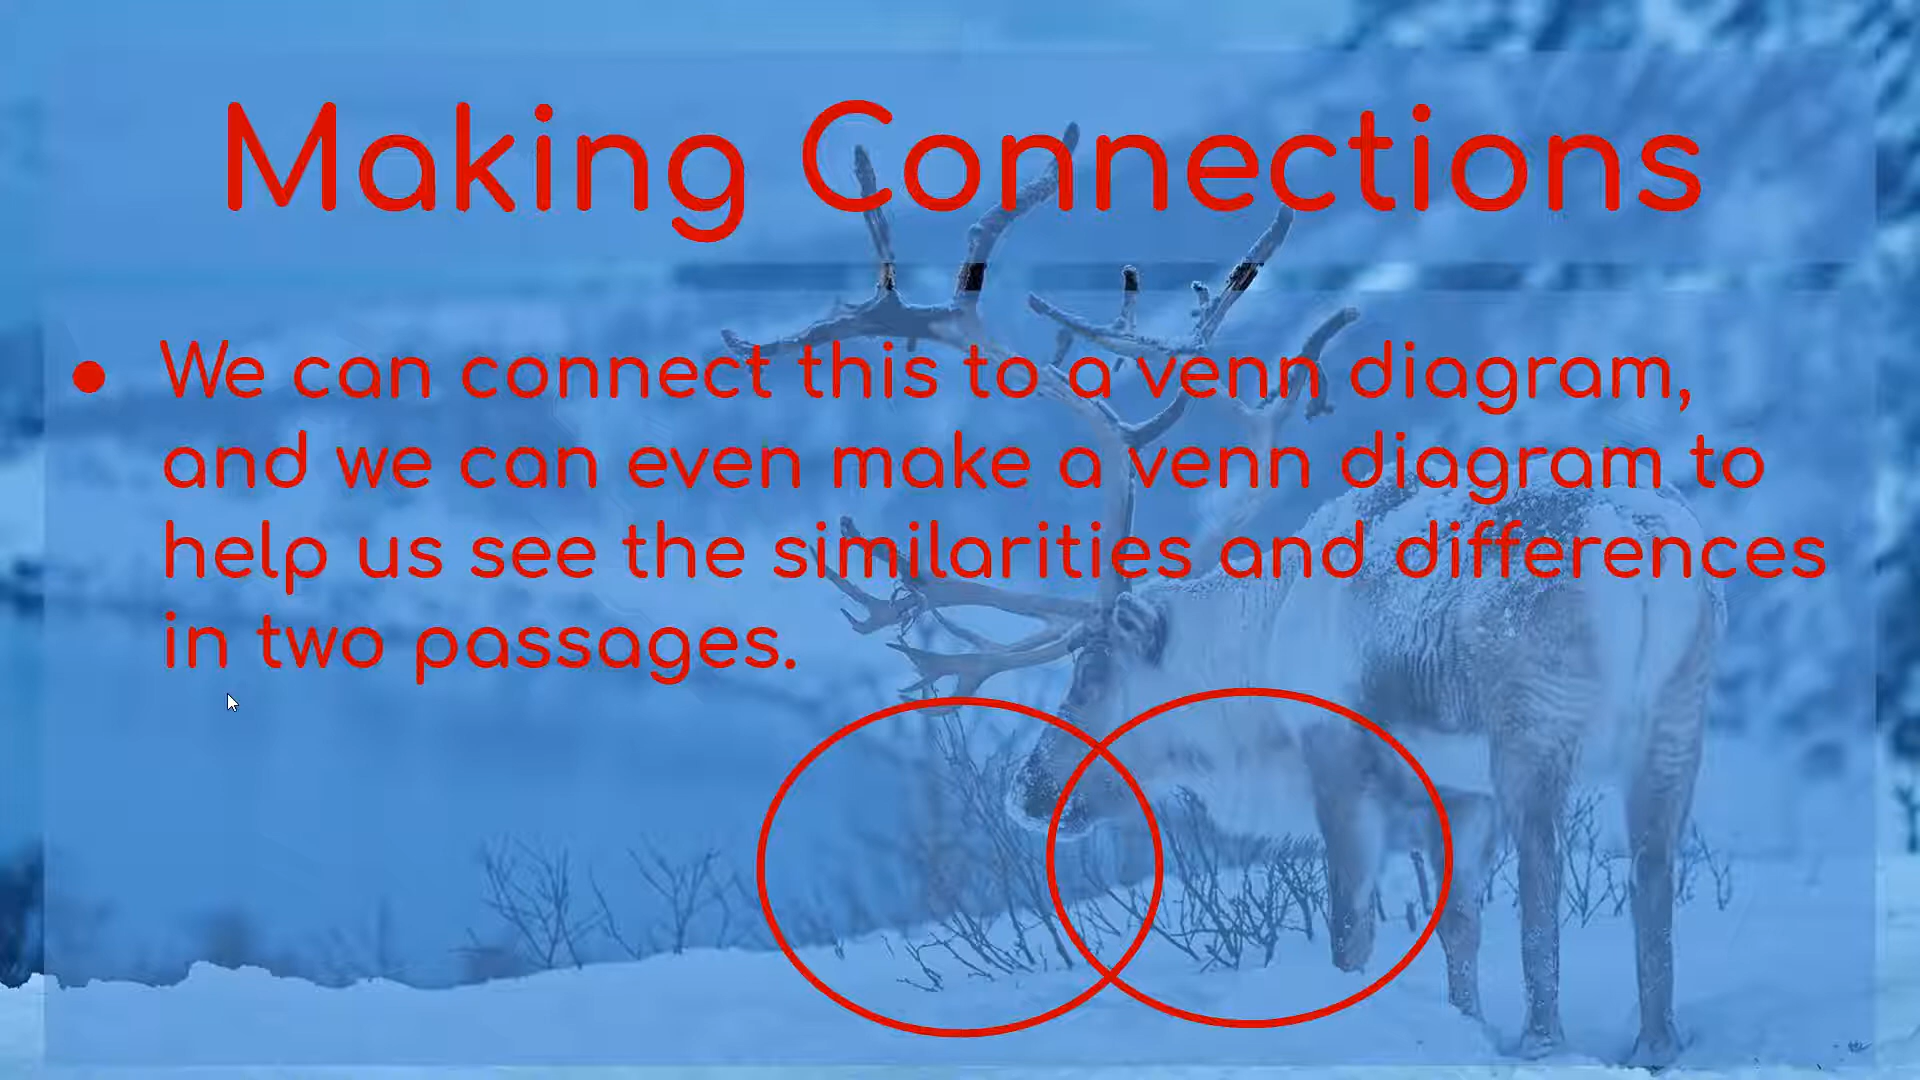 Making Connections
● We can connect this to a venn diagram,
and we can even make a venn diagram to
help us see the similarities and differences
in two passages.